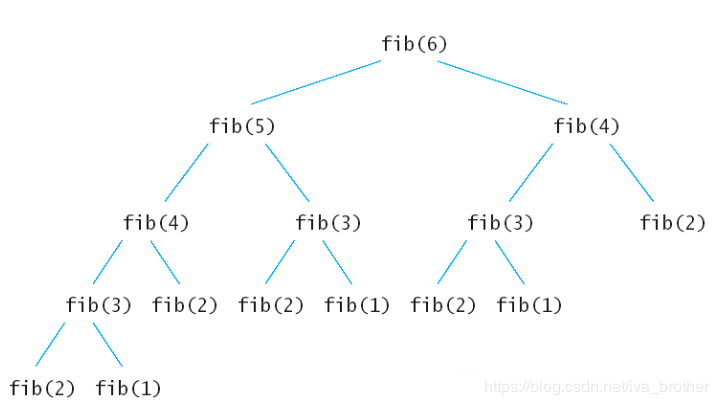 fib(6)
fib(5) fib(4)
fib(4) fib(3) fib(3) fib(2)
fib(3) fib(2) fib(2) fib(1) fib(2) fib(1)
fib(2) fib(1)
https://blog.csdn.net/iva_brother